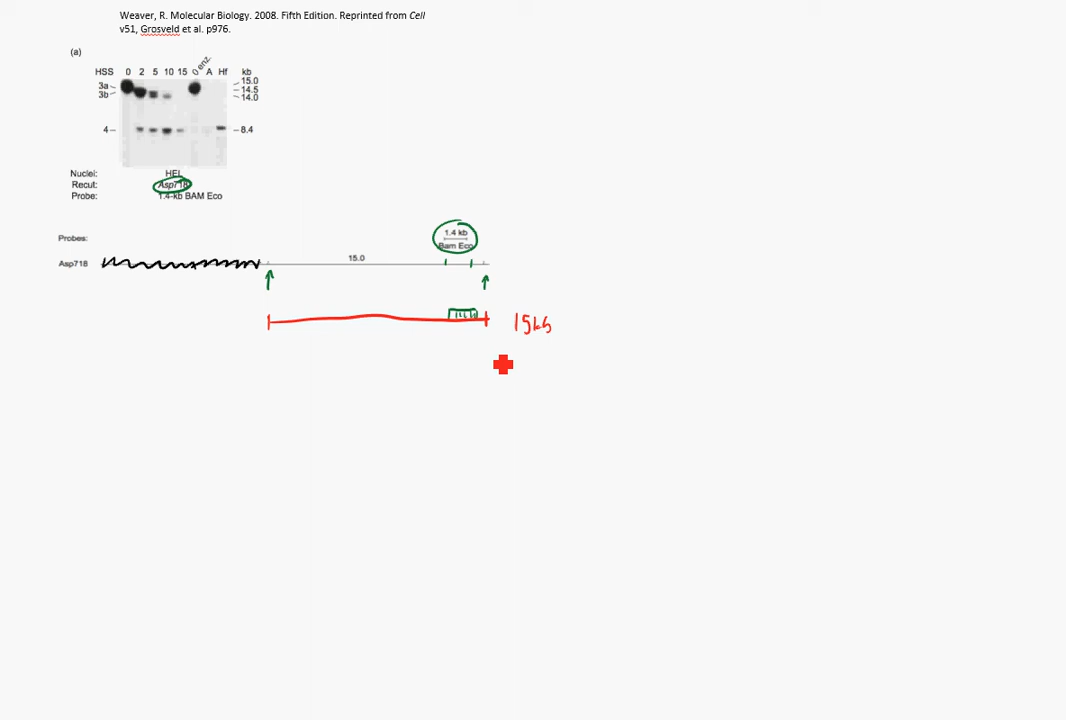 Weaver, R. Molecular Biology. 2008. Fifth Edition. Reprinted from Cell
v51, Grosveld et al. p976.
(a)
HSS 0 2 5 10 15 0 enz. A Hf kb
3a
3b
4
15.0
14.5
14.0
8.4
Nuclei: HEL
Recut: Asp718
Probe: 1.4-kb BAM Eco
Probes:
1.4 kb
Bam Eco
Asp718
15.0
15kb